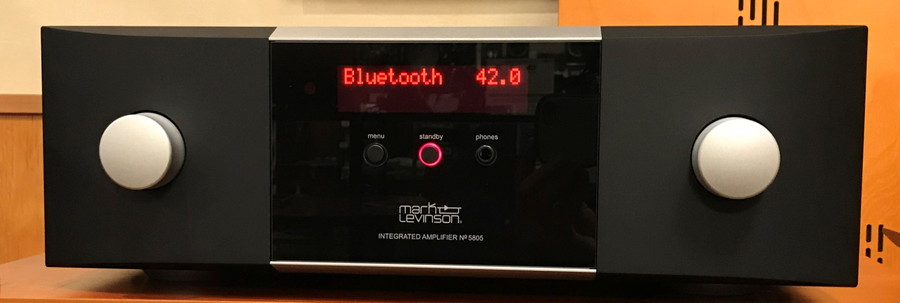 Bluetooth 42.0
menu standby phones
mark
Levinson®
INTEGRATED AMPLIFIER Nº 5805